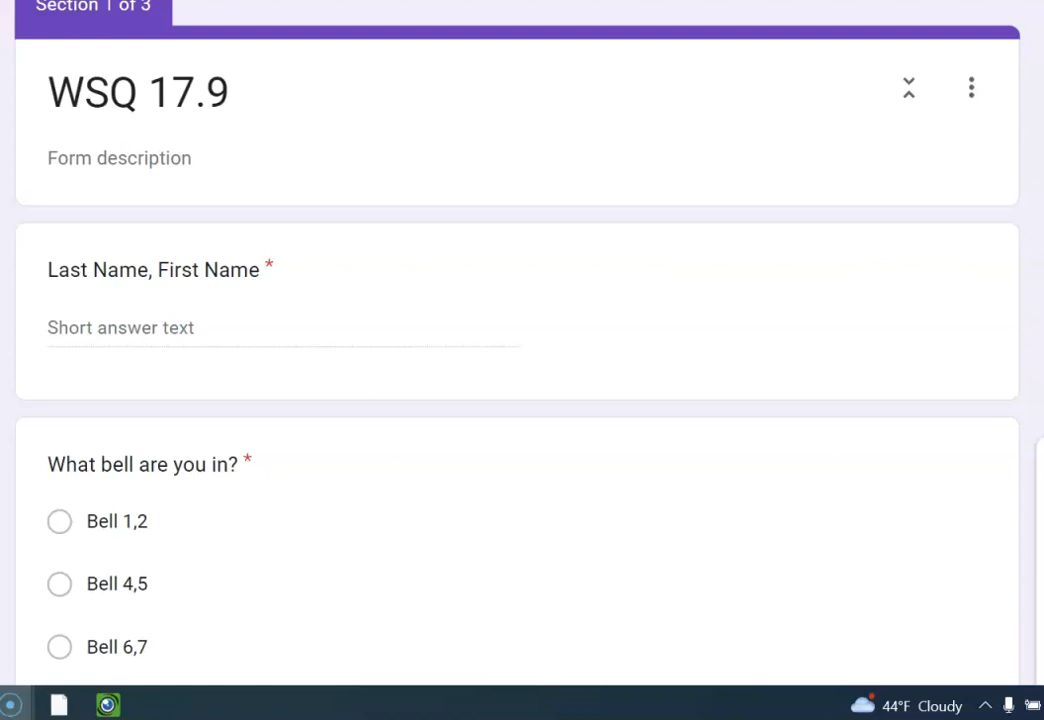 Section 1 of 3
WSQ 17.9
Form description
Last Name, First Name *
Short answer text
What bell are you in? *
Bell 1,2
Bell 4,5
Bell 6,7
44°F Cloudy